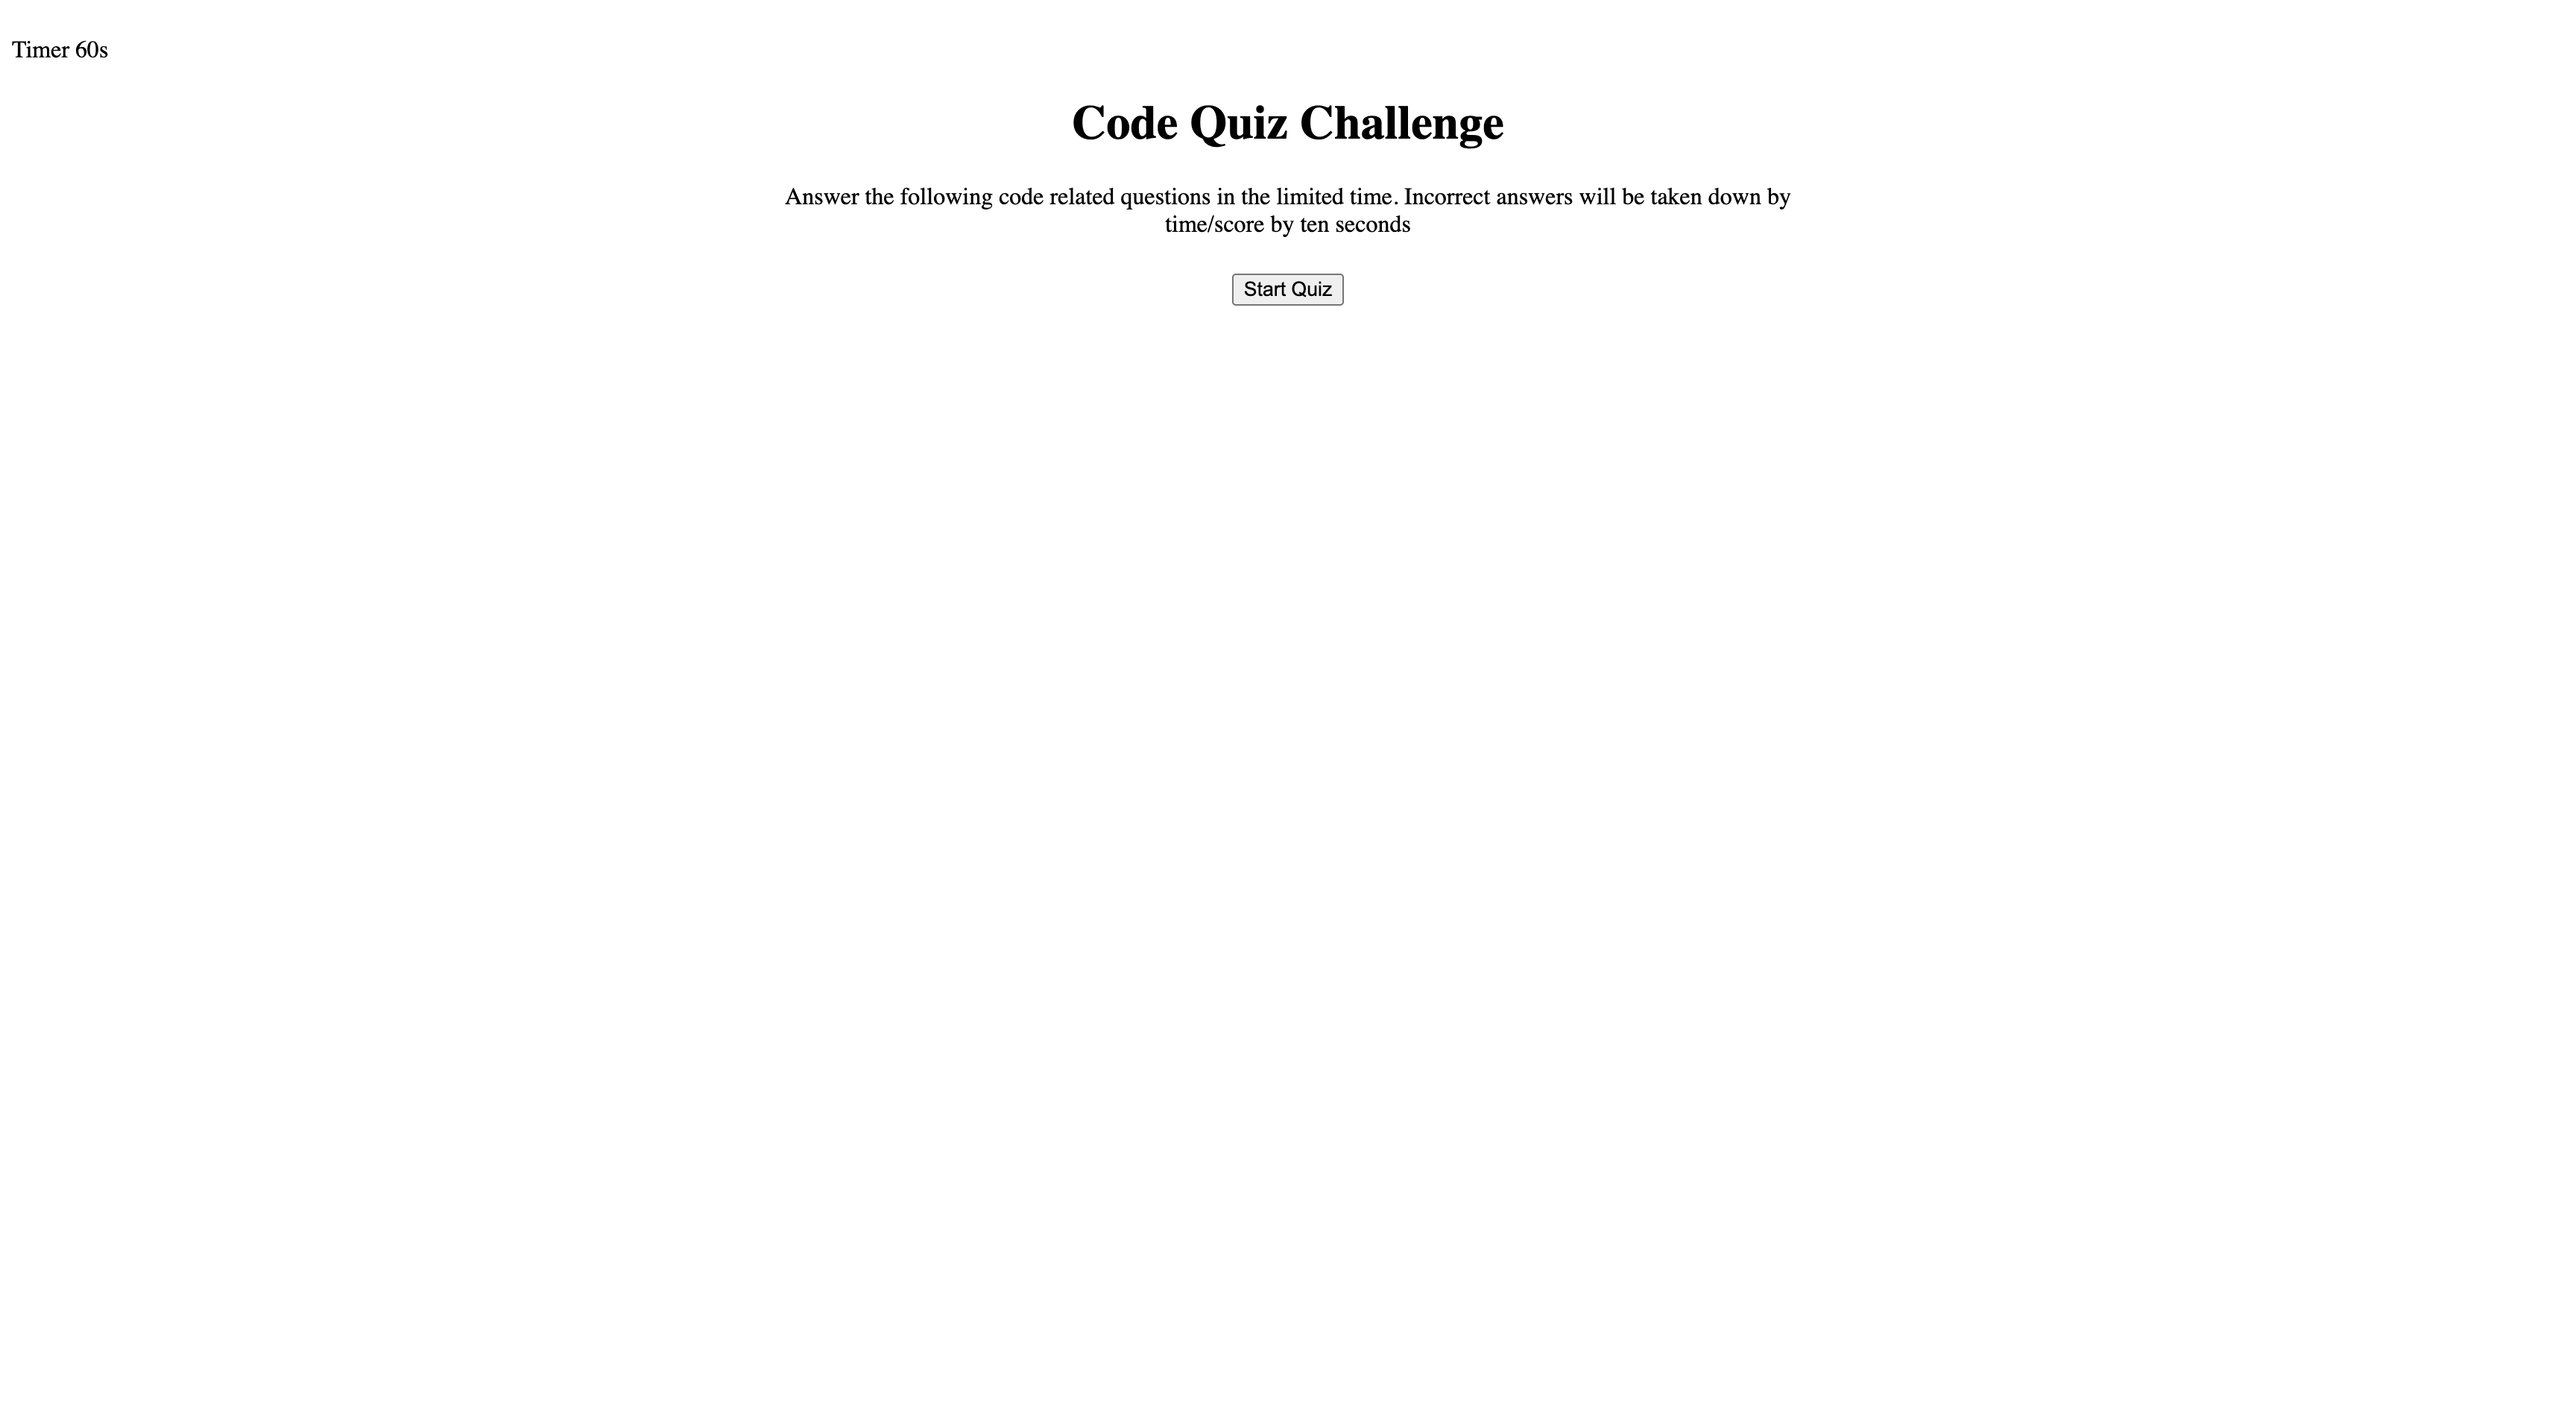 Timer 60s
Code Quiz Challenge
Answer the following code related questions in the limited time. Incorrect answers will be taken down by
time/score by ten seconds
Start Quiz